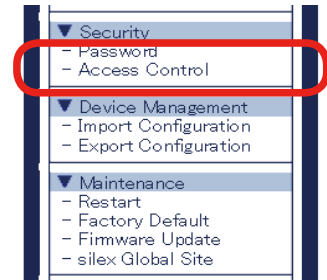 ▼ Security
- Password
- Access Control
▼ Device Management
- Import Configuration
- Export Configuration
▼ Maintenance
- Restart
- Factory Default
- Firmware Update
- silex Global Site